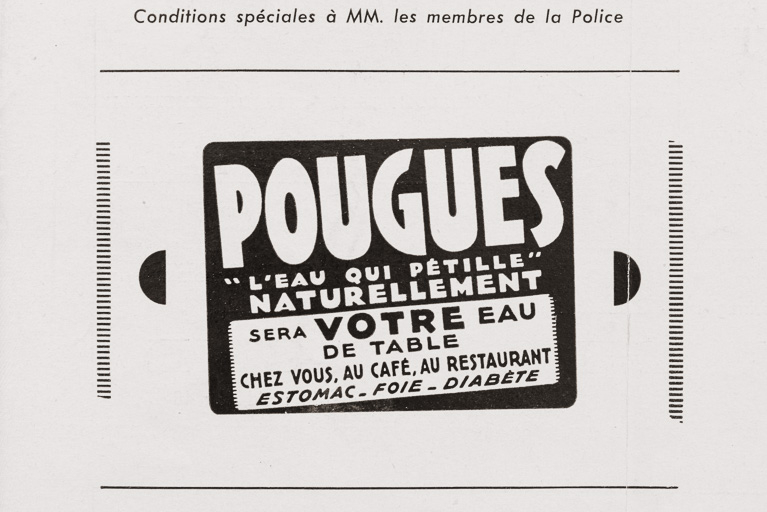 Conditions spéciales à MM. les membres de la Police
POUGUES
"L'EAU QUI PÉTILLE"
NATURELLEMENT
SERA VOTRE EAU
DE TABLE
CHEZ VOUS, AU CAFÉ, AU RESTAURANT
ESTOMAC - FOIE - DIABÈTE